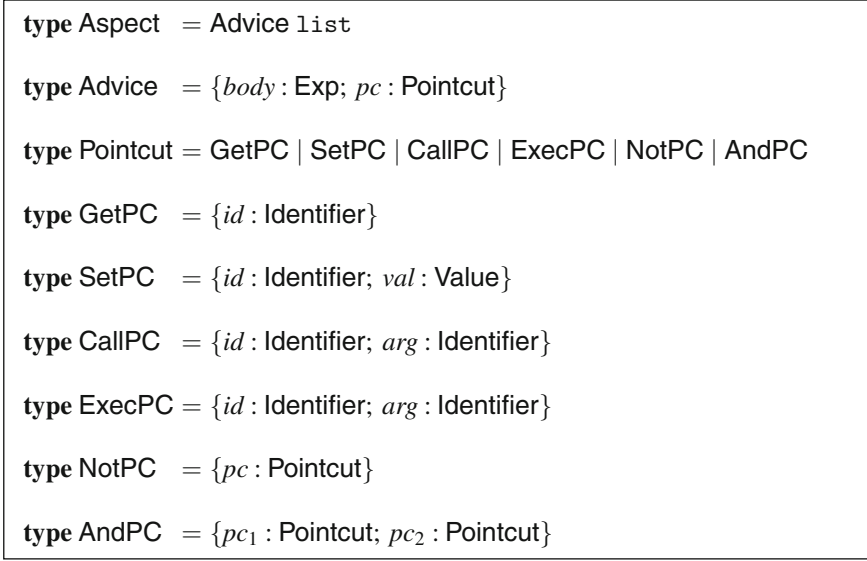 type Aspect = Advice list
type Advice = {body : Exp; pc : Pointcut}
type Pointcut = GetPC | SetPC | CallPC | ExecPC | NotPC | AndPC
type GetPC = {id : Identifier}
type SetPC = {id : Identifier; val : Value}
type CallPC = {id : Identifier; arg : Identifier}
type ExecPC = {id : Identifier; arg : Identifier}
type NotPC = {pc : Pointcut}
type AndPC = {pc₁ : Pointcut; pc₂ : Pointcut}